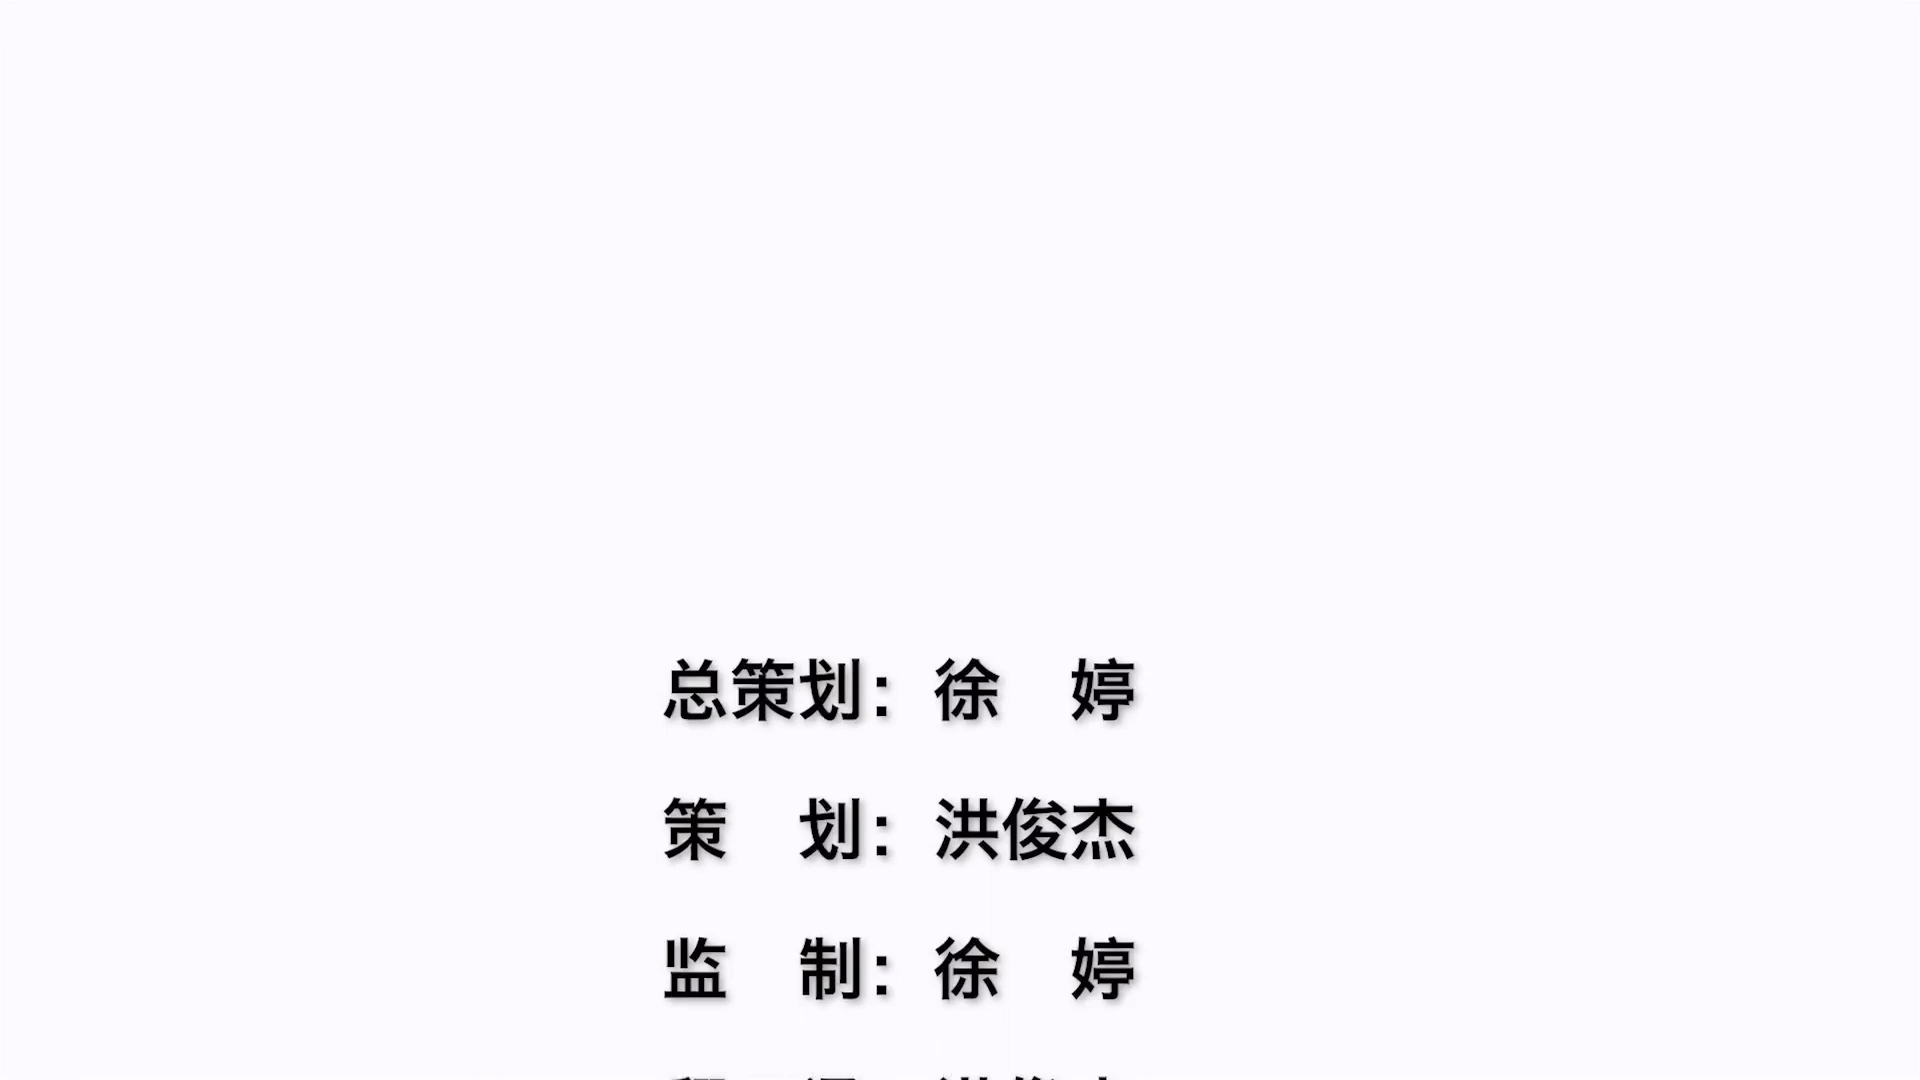 总策划：徐　婷
策　划：洪俊杰
监　制：徐　婷